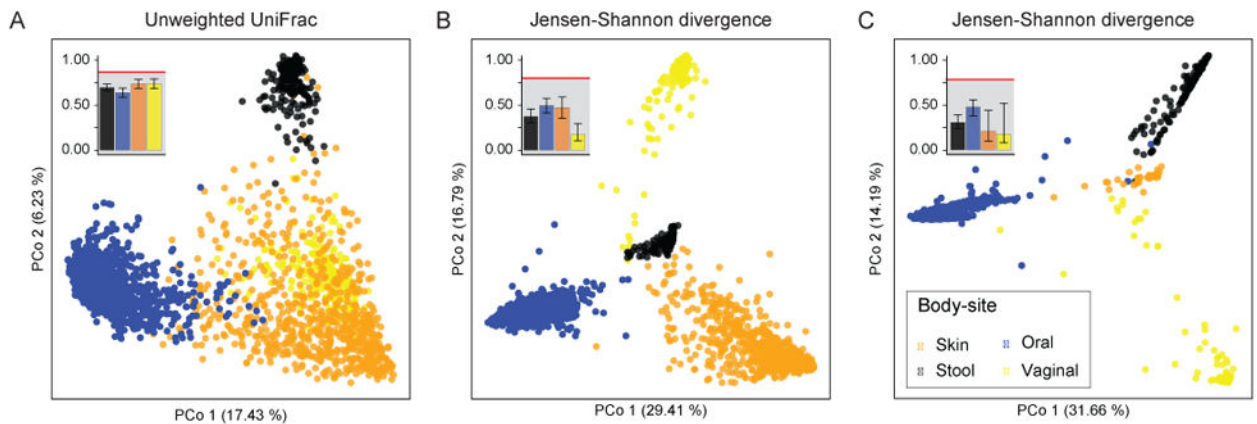 A
Unweighted UniFrac
1.00
0.50
0.00
PCo 2 (6.23 %)
PCo 1 (17.43 %)
B
Jensen-Shannon divergence
1.00
0.50
0.00
PCo 2 (16.79 %)
PCo 1 (29.41 %)
C
Jensen-Shannon divergence
1.00
0.50
0.00
PCo 2 (14.19 %)
Body-site
Skin
Oral
Stool
Vaginal
PCo 1 (31.66 %)